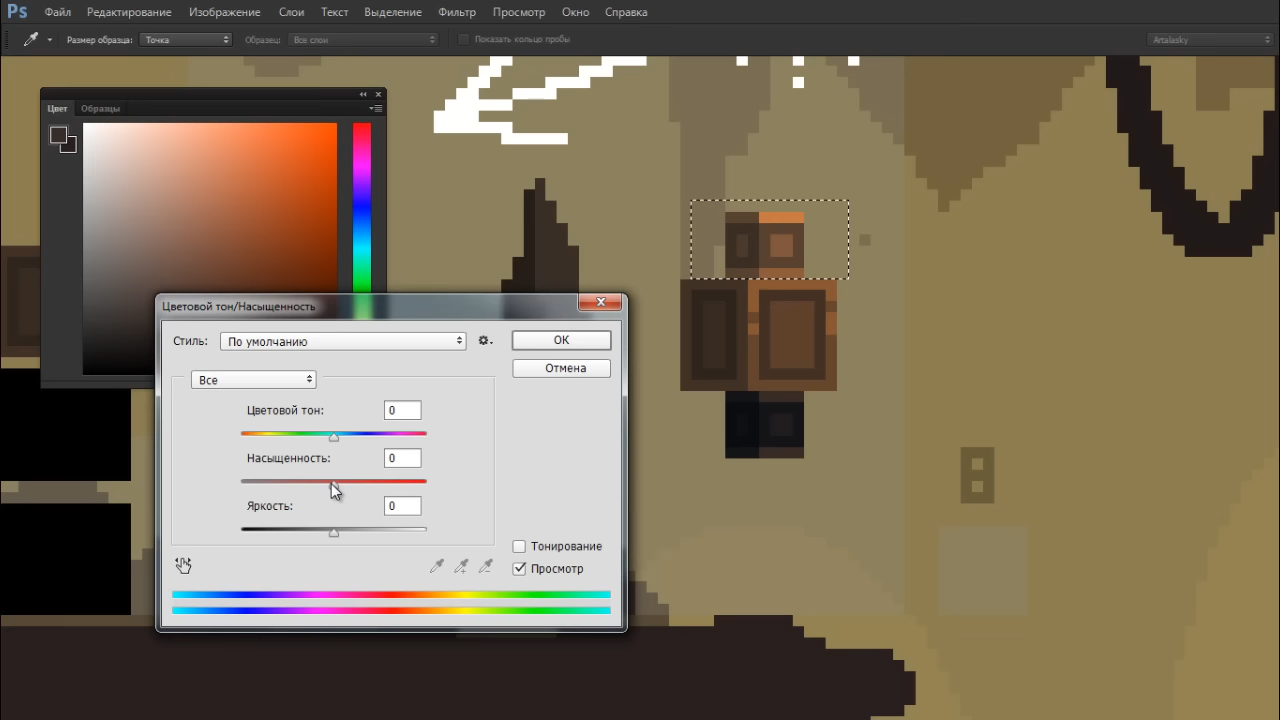 Ps Файл Редактирование Изображение Слои Текст Выделение Фильтр Просмотр Окно Справка
Размер образца: Точка Образец: Все слои Показать кольцо пробы Artalasky
Цвет Образцы
Цветовой тон/Насыщенность
Стиль: По умолчанию OK
Отмена
Все
Цветовой тон: 0
Насыщенность: 0
Яркость: 0
Тонирование
Просмотр